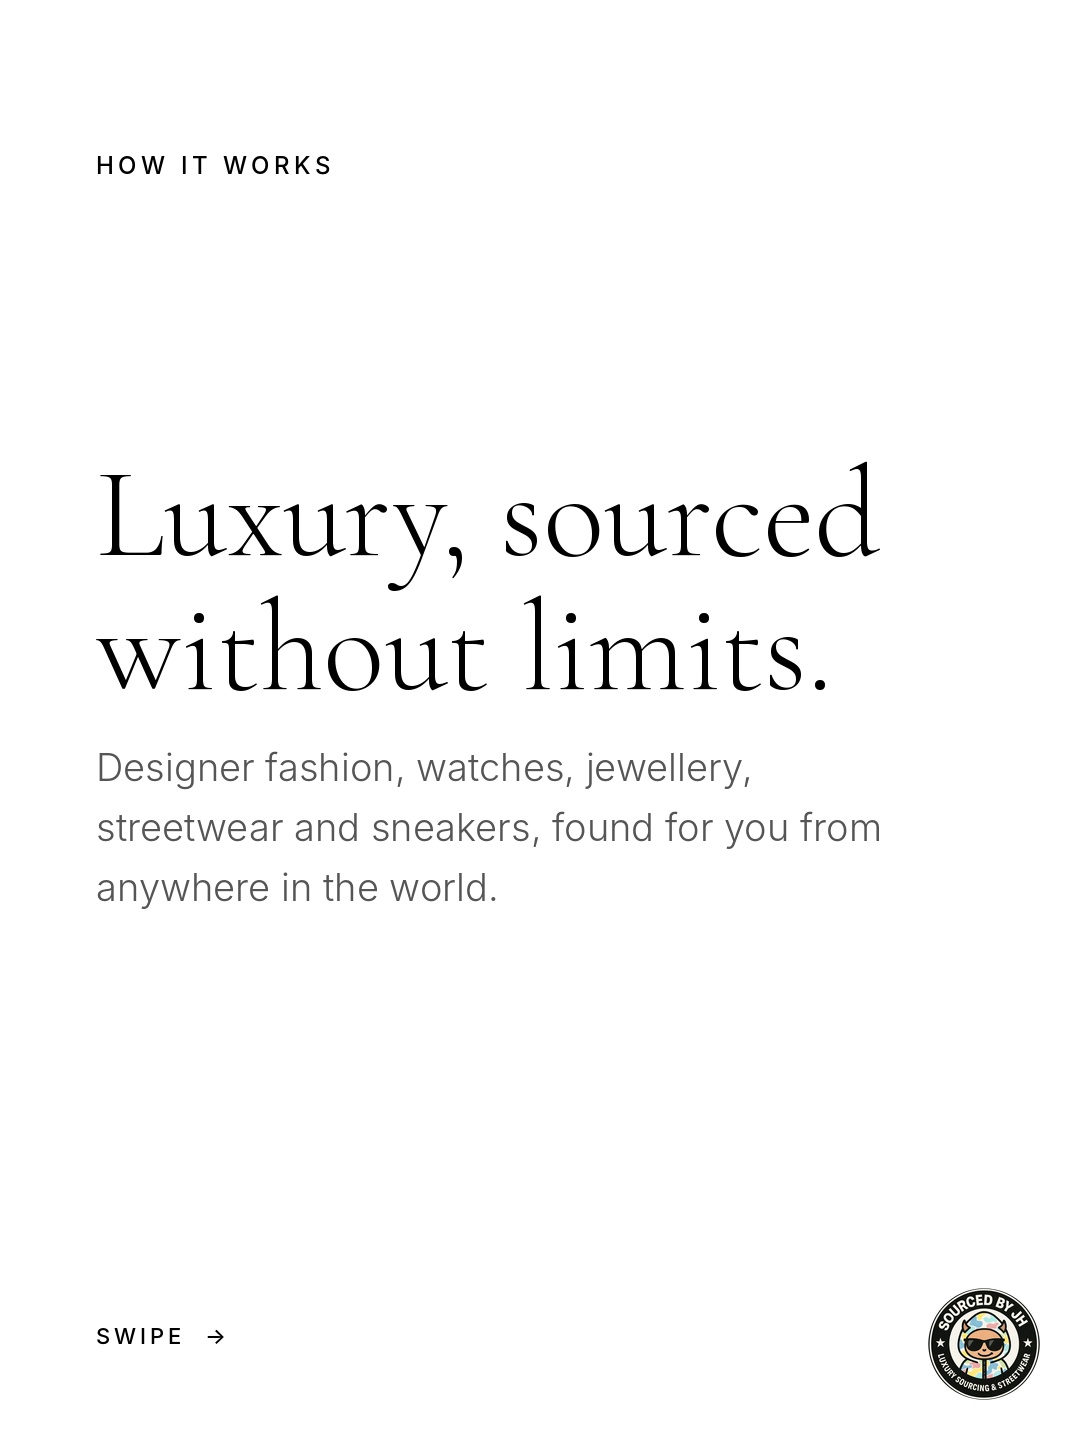 HOW IT WORKS
Luxury, sourced
without limits.
Designer fashion, watches, jewellery,
streetwear and sneakers, found for you from
anywhere in the world.
SWIPE →
SOURCED BY JH
LUXURY SOURCING & STREETWEAR